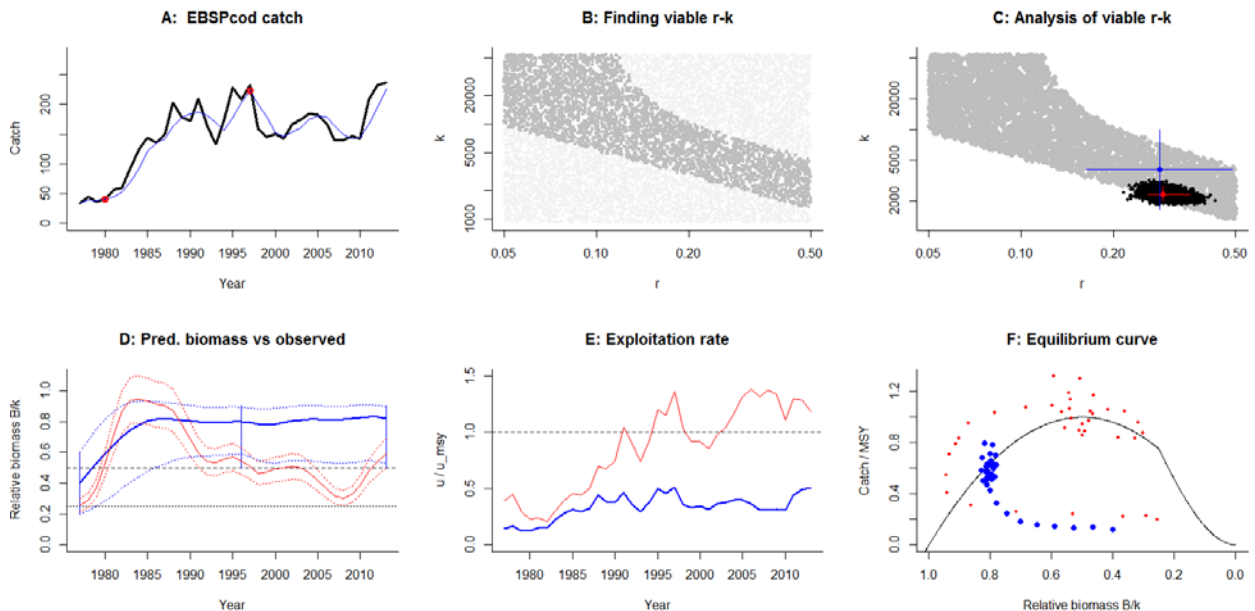 A: EBSPcod catch
Catch
0
50
100
200
1980 1985 1990 1995 2000 2005 2010
Year
B: Finding viable r-k
k
1000
5000
20000
0.05 0.10 0.20 0.50
r
C: Analysis of viable r-k
k
2000
5000
20000
0.05 0.10 0.20 0.50
r
D: Pred. biomass vs observed
Relative biomass B/k
0.0 0.2 0.4 0.6 0.8 1.0
1980 1985 1990 1995 2000 2005 2010
Year
E: Exploitation rate
u / u_msy
0.0 0.5 1.0 1.5
1980 1985 1990 1995 2000 2005 2010
Year
F: Equilibrium curve
Catch / MSY
0.0 0.4 0.8 1.2
1.0 0.8 0.6 0.4 0.2 0.0
Relative biomass B/k